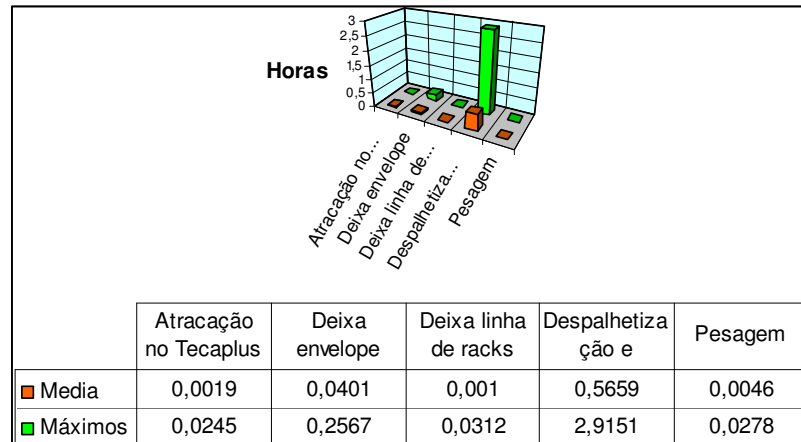 3
2,5
2
1,5
1
0,5
0
Horas
Atracação no...
Deixa envelope
Deixa linha de...
Despalhetiza...
Pesagem
Atracação no Tecaplus Deixa envelope Deixa linha de racks Despalhetiza ção e Pesagem
Media 0,0019 0,0401 0,001 0,5659 0,0046
Máximos 0,0245 0,2567 0,0312 2,9151 0,0278